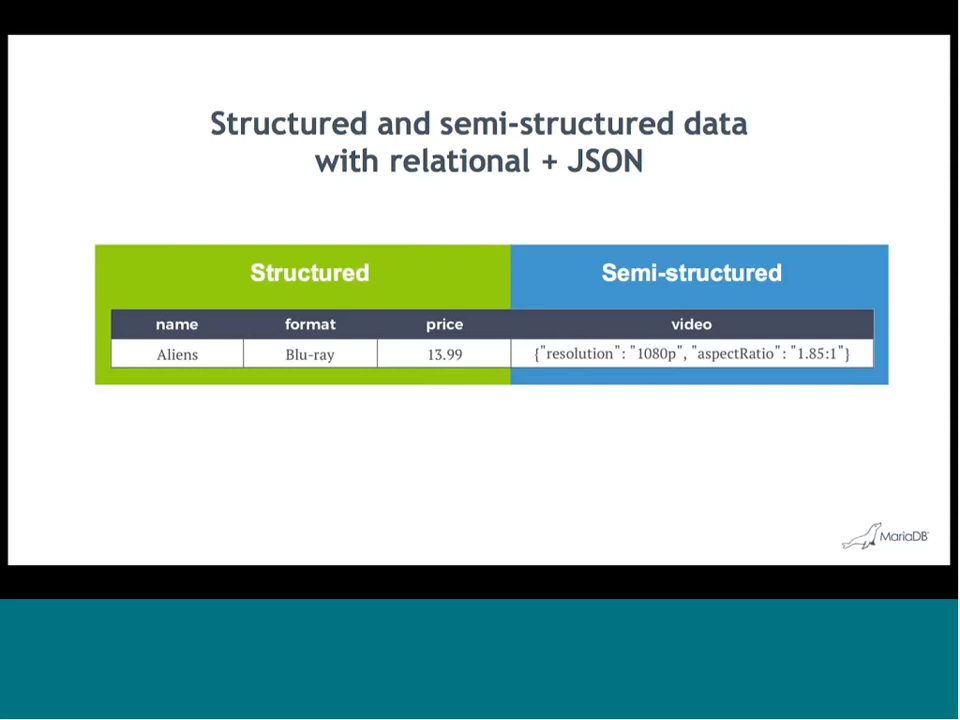 Structured and semi-structured data
with relational + JSON
Structured Semi-structured
name format price video
Aliens Blu-ray 13.99 {"resolution": "1080p", "aspectRatio": "1.85:1"}
MariaDB